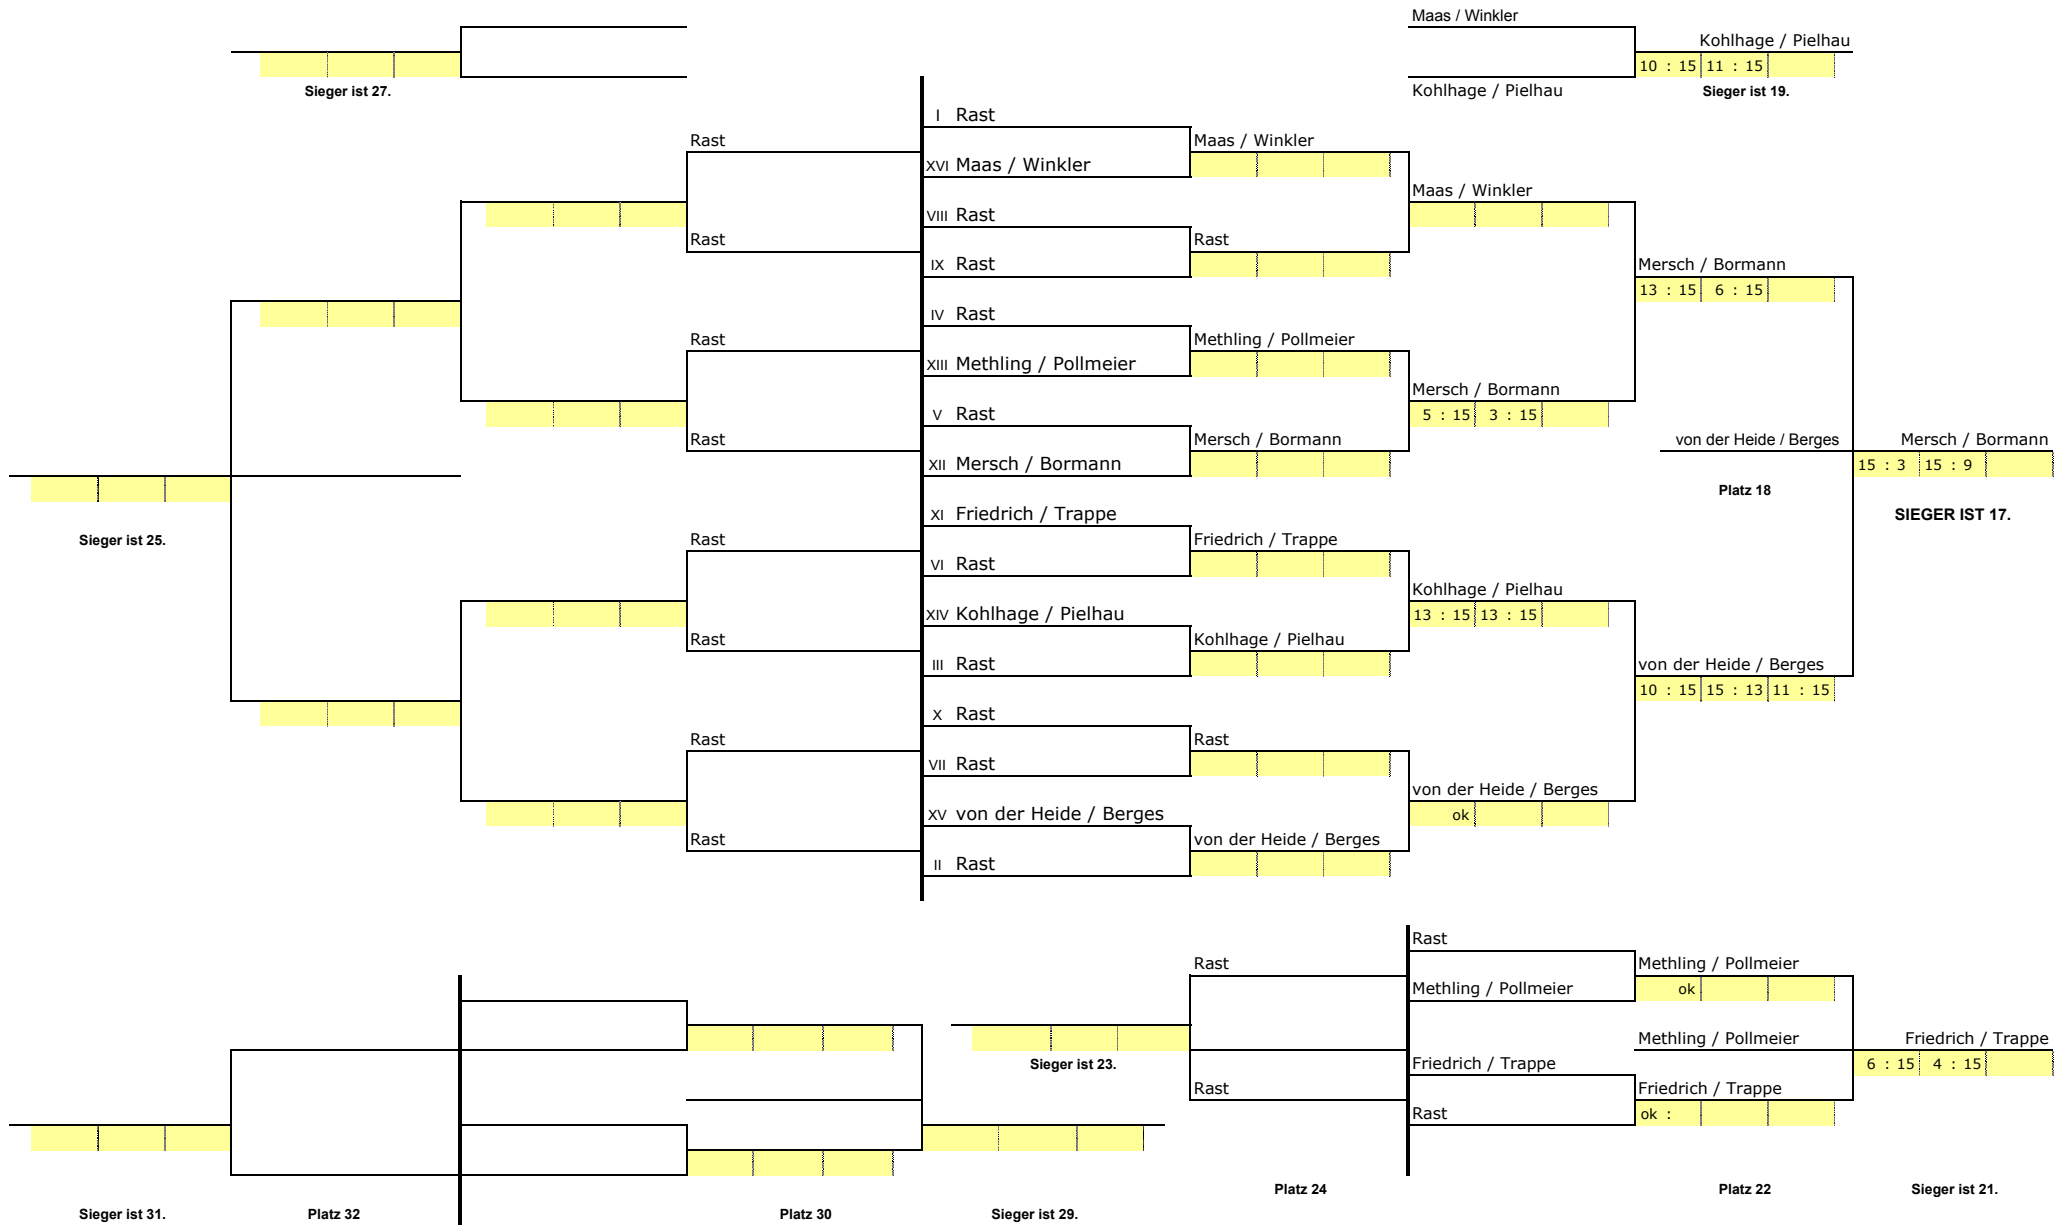 Maas / Winkler
Kohlhage / Pielhau
10 : 15 11 : 15
Sieger ist 27.
Kohlhage / Pielhau
Sieger ist 19.
I Rast
Rast
Maas / Winkler
XVI Maas / Winkler
Maas / Winkler
VIII Rast
Rast
Rast
IX Rast
Mersch / Bormann
13 : 15 6 : 15
IV Rast
Rast
Methling / Pollmeier
XIII Methling / Pollmeier
Mersch / Bormann
V Rast
5 : 15 3 : 15
Rast
Mersch / Bormann
von der Heide / Berges
Mersch / Bormann
XII Mersch / Bormann
15 : 3 15 : 9
Platz 18
XI Friedrich / Trappe
SIEGER IST 17.
Sieger ist 25.
Rast
Friedrich / Trappe
VI Rast
Kohlhage / Pielhau
XIV Kohlhage / Pielhau
13 : 15 13 : 15
Rast
Kohlhage / Pielhau
III Rast
von der Heide / Berges
10 : 15 15 : 13 11 : 15
X Rast
Rast
Rast
VII Rast
von der Heide / Berges
XV von der Heide / Berges
ok
Rast
von der Heide / Berges
II Rast
Rast
Rast
Methling / Pollmeier
Methling / Pollmeier
ok
Methling / Pollmeier
Friedrich / Trappe
Sieger ist 23.
Friedrich / Trappe
6 : 15 4 : 15
Rast
Friedrich / Trappe
Rast
ok :
Platz 24
Platz 22
Sieger ist 21.
Sieger ist 31.
Platz 32
Platz 30
Sieger ist 29.